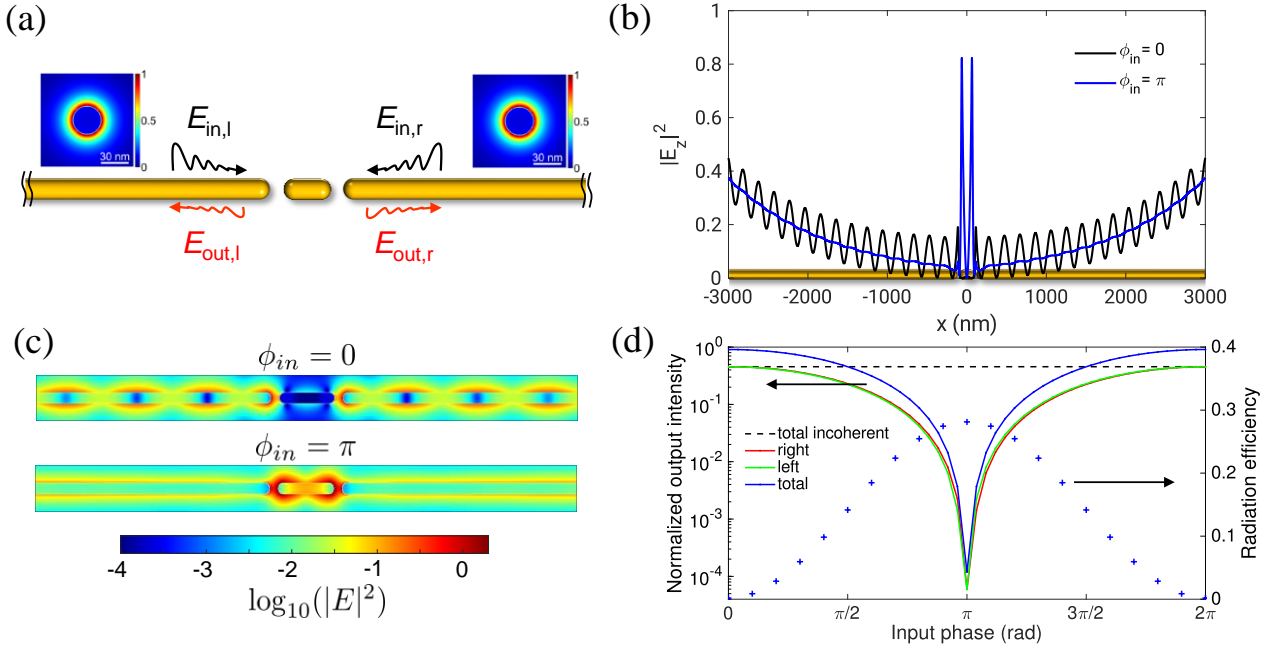 (a)
1
0.5
0
30 nm
E_in,l
E_in,r
1
0.5
0
30 nm
E_out,l
E_out,r
(b)
|E_z|^2
1
0.8
0.6
0.4
0.2
0
ϕ_in = 0
ϕ_in = π
-3000 -2000 -1000 0 1000 2000 3000
x (nm)
(c)
ϕ_in = 0
ϕ_in = π
-4 -3 -2 -1 0
log_10(|E|^2)
(d)
Normalized output intensity
10^0
10^-1
10^-2
10^-3
10^-4
total incoherent
right
left
total
0.4
0.3
0.2
0.1
0
Radiation efficiency
0 π/2 π 3π/2 2π
Input phase (rad)